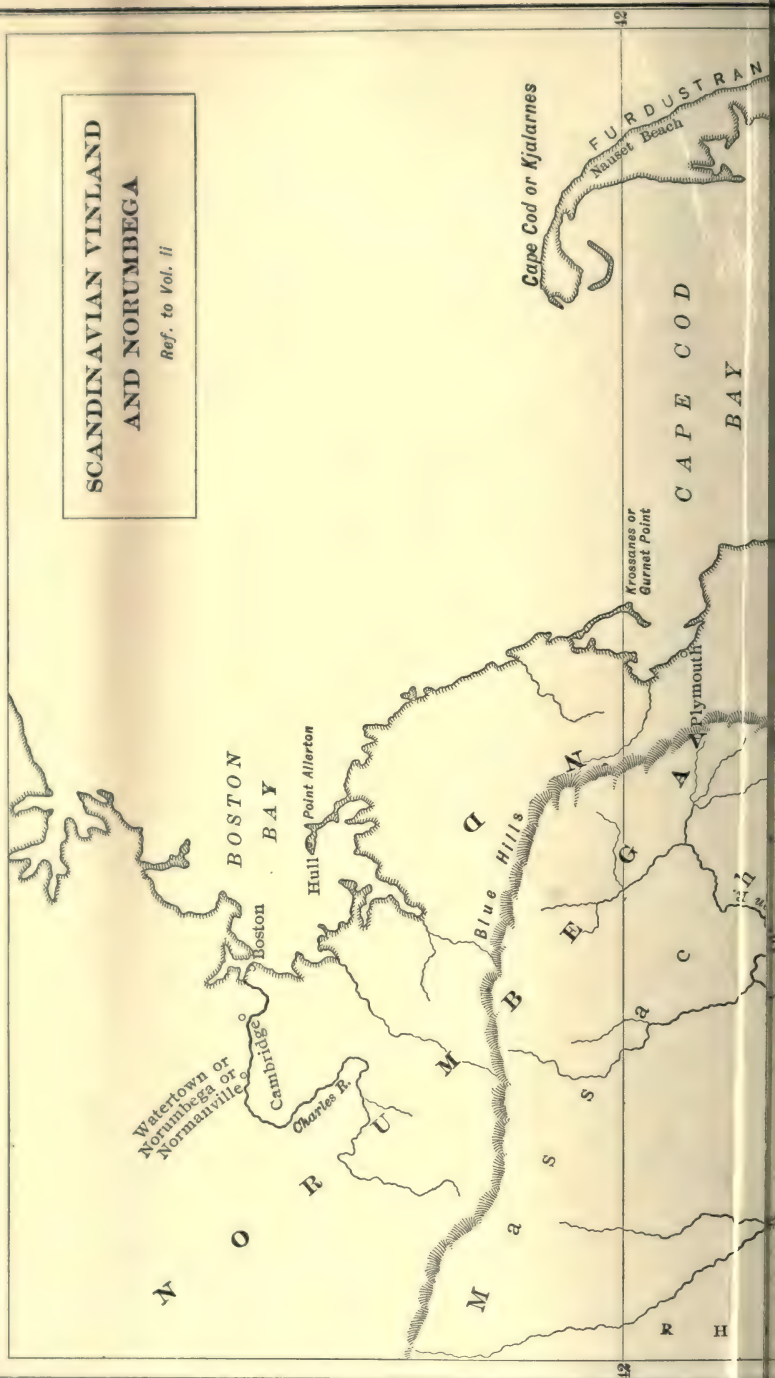 SCANDINAVIAN VINLAND
AND NORUMBEGA
Ref. to Vol. ii
42
Cape Cod or Kjalarnes
FURDUSTRAN
Nauset Beach
CAPE COD
BAY
Krossanes or
Gurnet Point
Plymouth
BOSTON
BAY
Point Allerton
Hull
Boston
Cambridge
Watertown or
Norumbega or
Normanville
Charles R.
Blue Hills
NORUMBEGA
N
D
Massac
R H
42